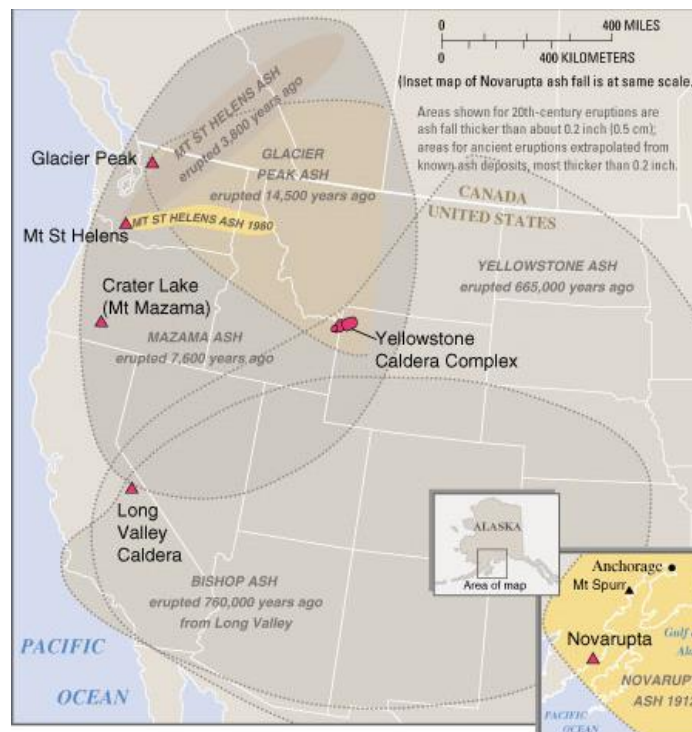 0 400 MILES
0 400 KILOMETERS
(Inset map of Novarupta ash fall is at same scale.
Areas shown for 20th-century eruptions are
ash fall thicker than about 0.2 inch (0.5 cm);
areas for ancient eruptions extrapolated from
known ash deposits, most thicker than 0.2 inch.
MT ST HELENS ASH
erupted 3,800 years ago
Glacier Peak
GLACIER
PEAK ASH
erupted 14,500 years ago
CANADA
UNITED STATES
MT ST HELENS ASH 1980
Mt St Helens
YELLOWSTONE ASH
erupted 665,000 years ago
Crater Lake
(Mt Mazama)
MAZAMA ASH
erupted 7,600 years ago
Yellowstone
Caldera Complex
Long
Valley
Caldera
BISHOP ASH
erupted 760,000 years ago
from Long Valley
PACIFIC
OCEAN
ALASKA
Area of map
Anchorage
Mt Spurr
Gulf
Al
Novarupta
NOVARUP
ASH 1912
PACIFIC
OCEAN